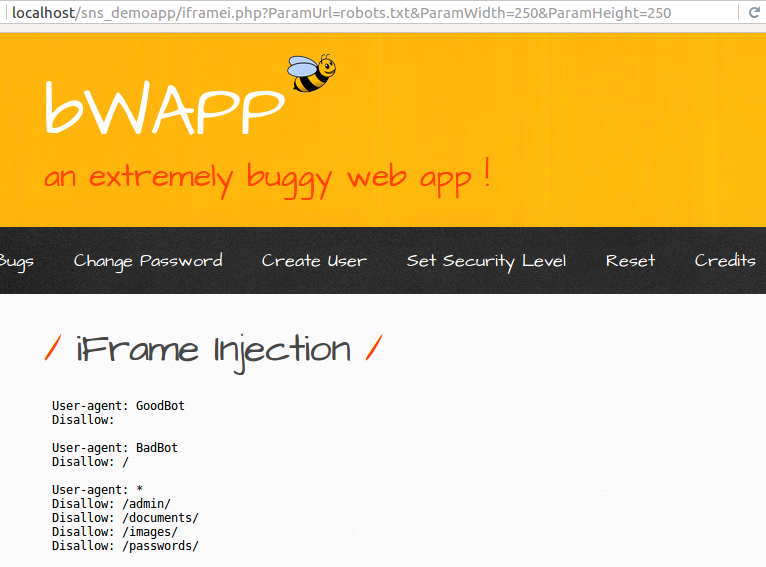 localhost/sns_demoapp/iframei.php?ParamUrl=robots.txt&ParamWidth=250&ParamHeight=250
bWAPP
an extremely buggy web app !
Bugs Change Password Create User Set Security Level Reset Credits
/ iFrame Injection /
User-agent: GoodBot
Disallow:
User-agent: BadBot
Disallow: /
User-agent: *
Disallow: /admin/
Disallow: /documents/
Disallow: /images/
Disallow: /passwords/